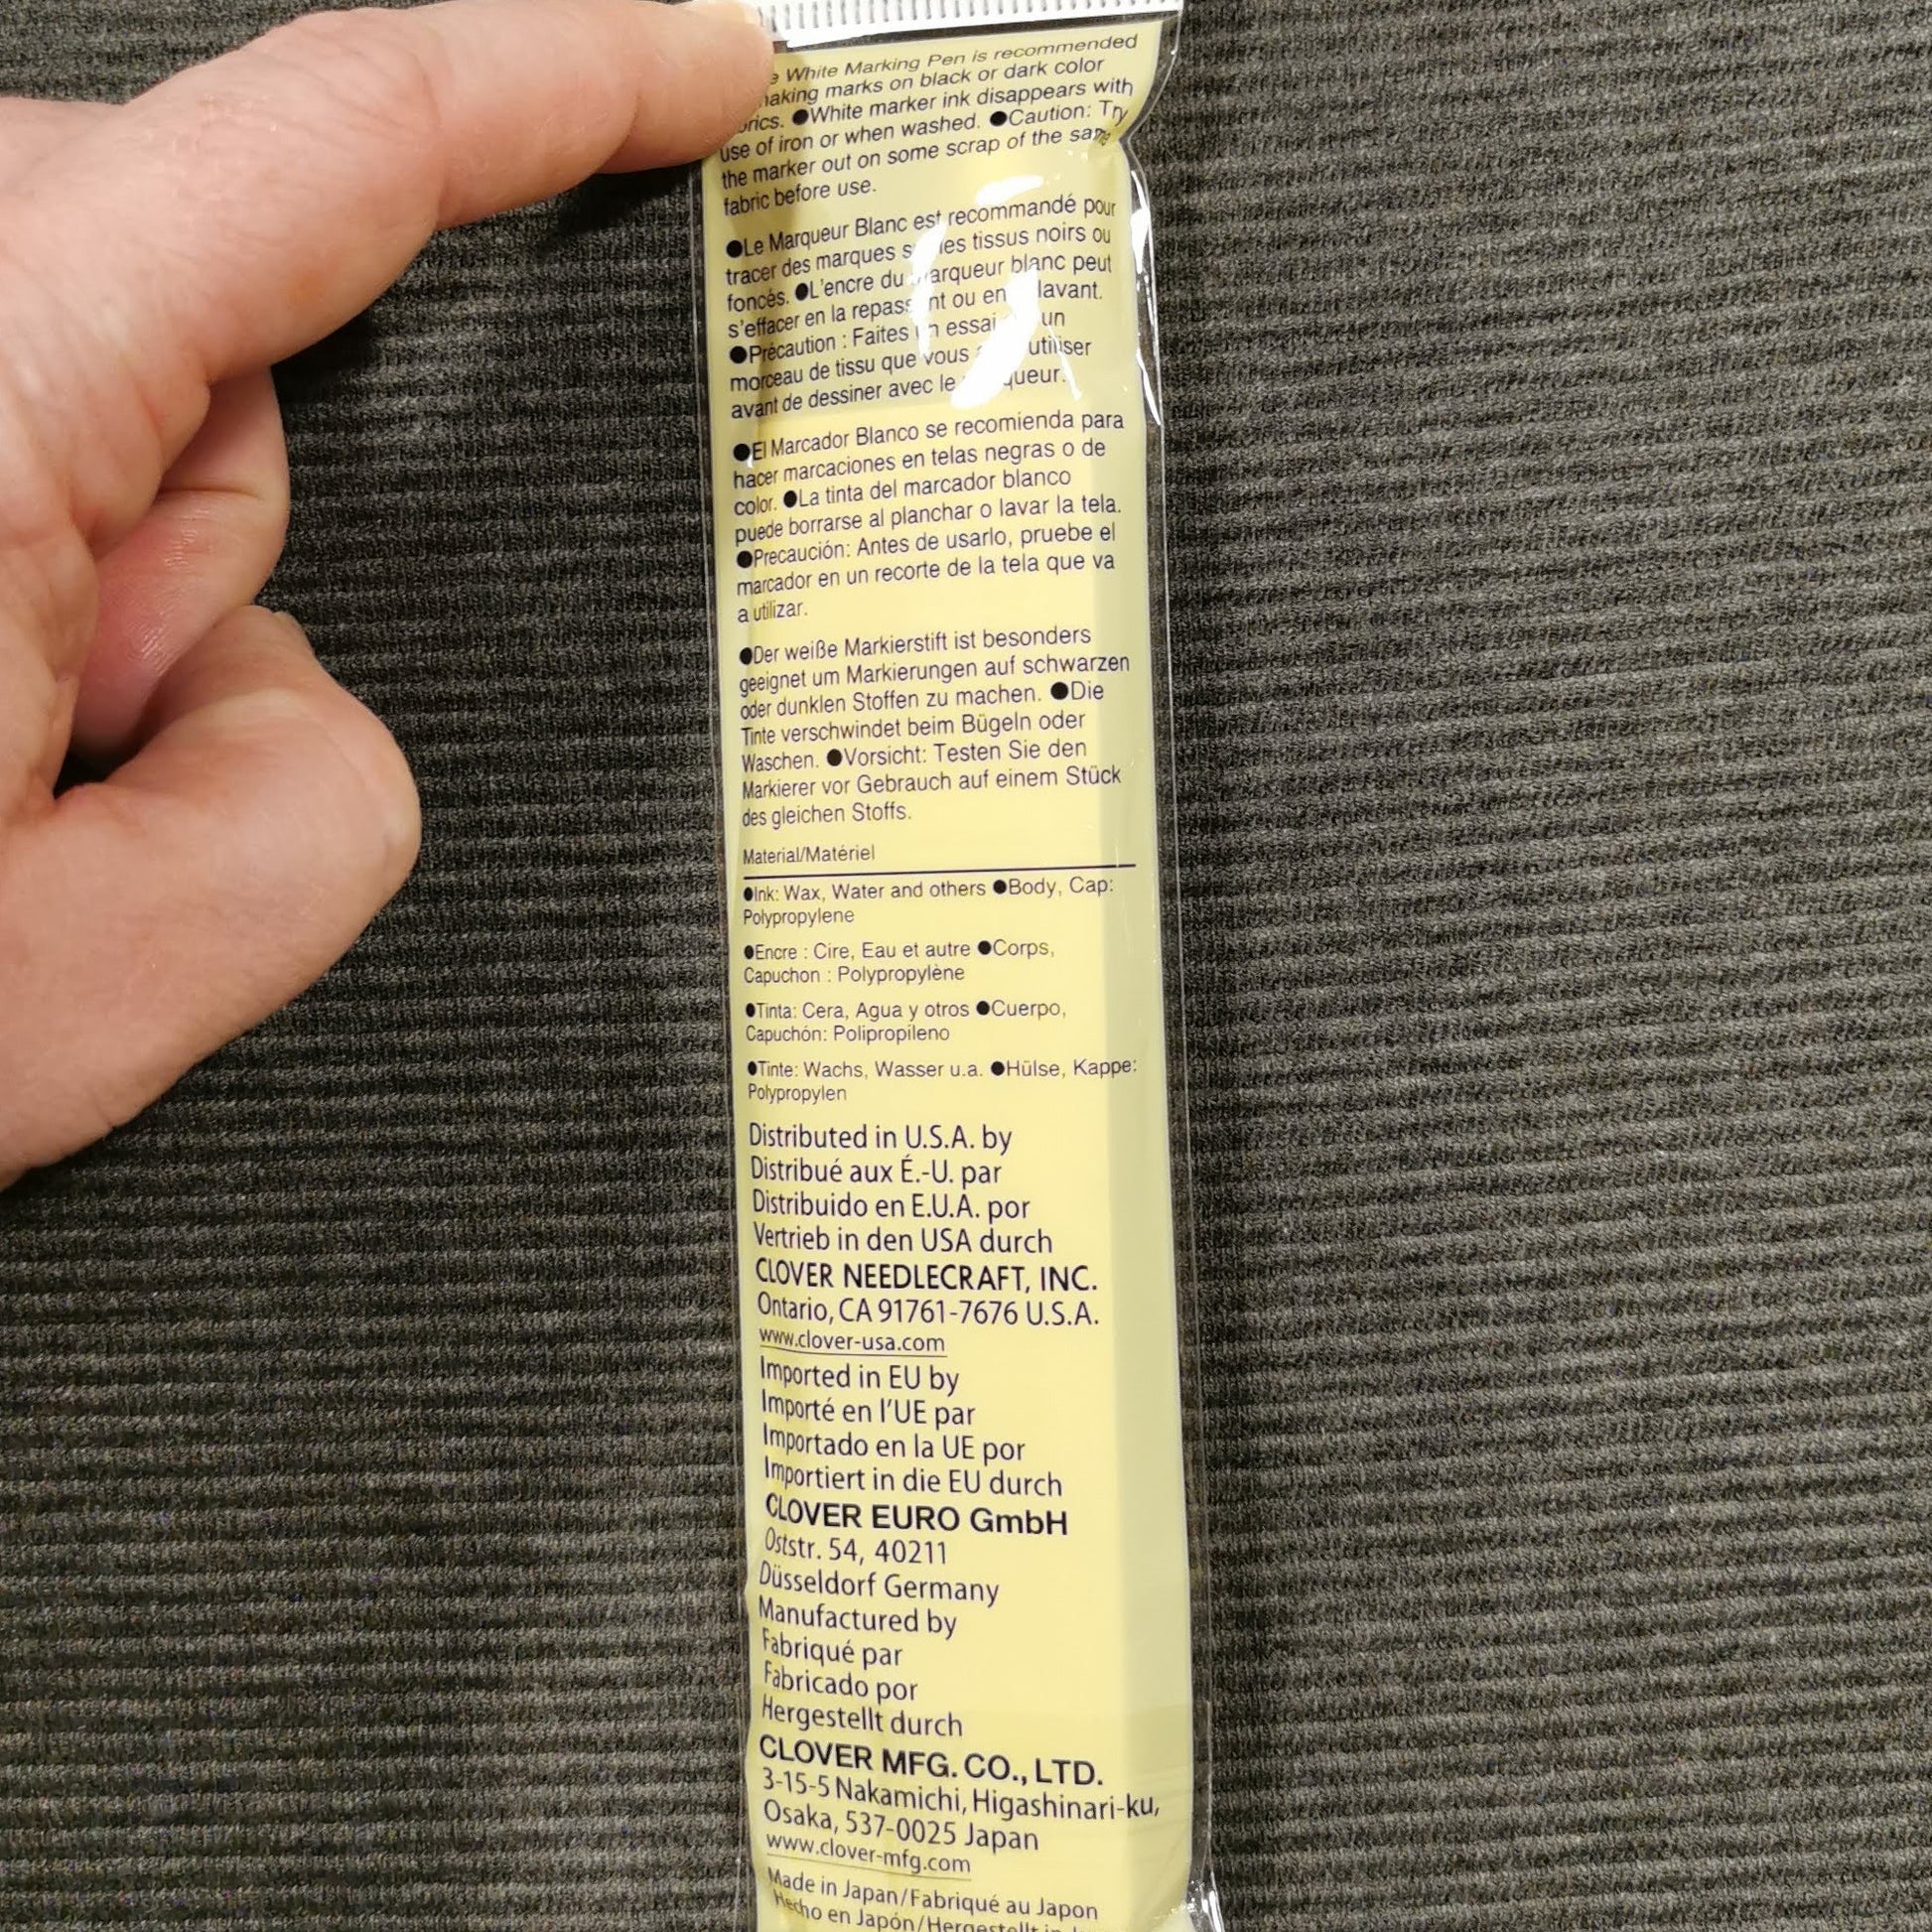 White Marking Pen is recommended
making marks on black or dark color
●White marker ink disappears with
use of iron or when washed. ●Caution: Try
the marker out on some scrap of the same
fabric before use.
●Le Marqueur Blanc est recommandé pour
tracer des marques les tissus noirs ou
foncés. ●L'encre du marqueur blanc peut
s'effacer en la repassant ou en lavant.
●Précaution : Faites un essai un
morceau de tissu que vous utiliser
avant de dessiner avec le
●El Marcador Blanco se recomienda para
hacer marcaciones en telas negras o de
color. ●La tinta del marcador blanco
puede borrarse al planchar o lavar la tela.
●Precaución: Antes de usarlo, pruebe el
marcador en un recorte de la tela que va
a utilizar.
●Der weiße Markierstift ist besonders
geeignet um Markierungen auf schwarzen
oder dunklen Stoffen zu machen. ●Die
Tinte verschwindet beim Bügeln oder
Waschen. ●Vorsicht: Testen Sie den
Markierer vor Gebrauch auf einem Stück
des gleichen Stoffs.
Material/Matériel
●Ink: Wax, Water and others ●Body, Cap:
Polypropylene
●Encre : Cire, Eau et autre ●Corps,
Capuchon : Polypropylène
●Tinta: Cera, Agua y otros ●Cuerpo,
Capuchón: Polipropileno
●Tinte: Wachs, Wasser u.a. ●Hülse, Kappe:
Polypropylen
Distributed in U.S.A. by
Distribué aux É.-U. par
Distribuido en E.U.A. por
Vertrieb in den USA durch
CLOVER NEEDLECRAFT, INC.
Ontario, CA 91761-7676 U.S.A.
www.clover-usa.com
Imported in EU by
Importé en l'UE par
Importado en la UE por
Importiert in die EU durch
CLOVER EURO GmbH
Oststr. 54, 40211
Düsseldorf Germany
Manufactured by
Fabriqué par
Fabricado por
Hergestellt durch
CLOVER MFG. CO., LTD.
3-15-5 Nakamichi, Higashinari-ku,
Osaka, 537-0025 Japan
www.clover-mfg.com
Made in Japan/Fabriqué au Japon
Hecho en Japón/Hergestellt in